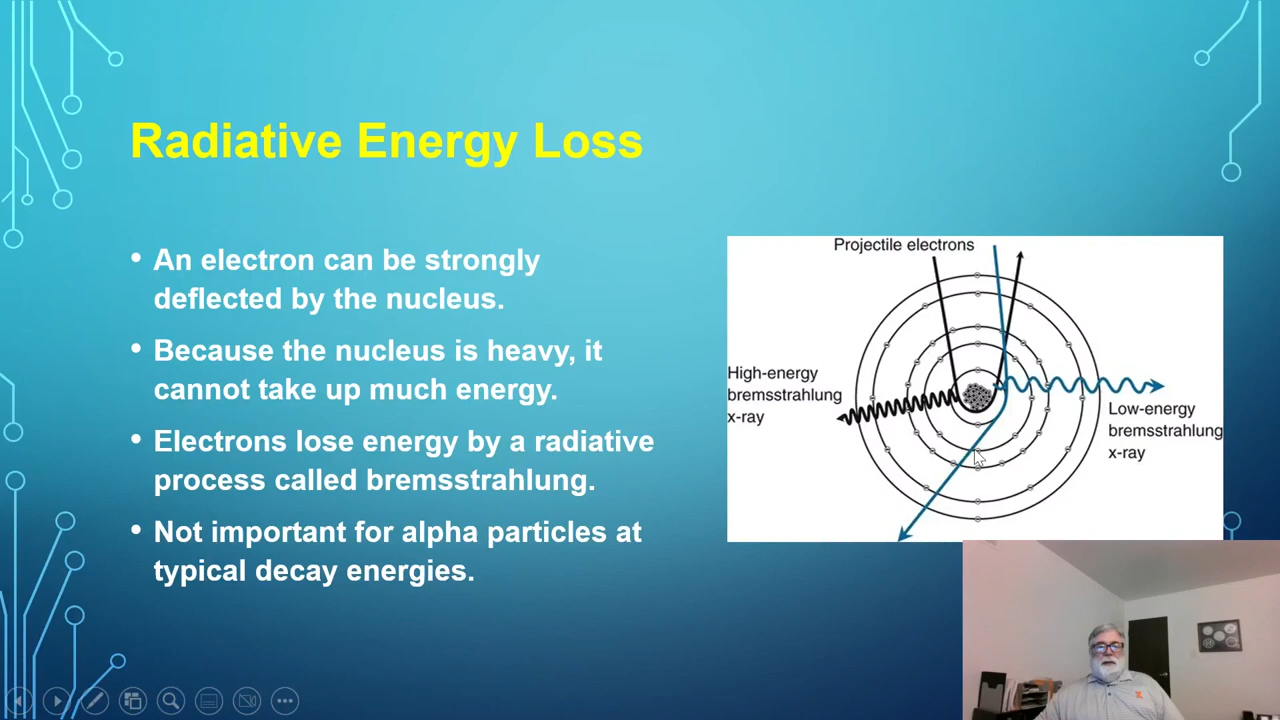 Radiative Energy Loss
• An electron can be strongly
deflected by the nucleus.
• Because the nucleus is heavy, it
cannot take up much energy.
• Electrons lose energy by a radiative
process called bremsstrahlung.
• Not important for alpha particles at
typical decay energies.
Projectile electrons
High-energy
bremsstrahlung
x-ray
Low-energy
bremsstrahlung
x-ray